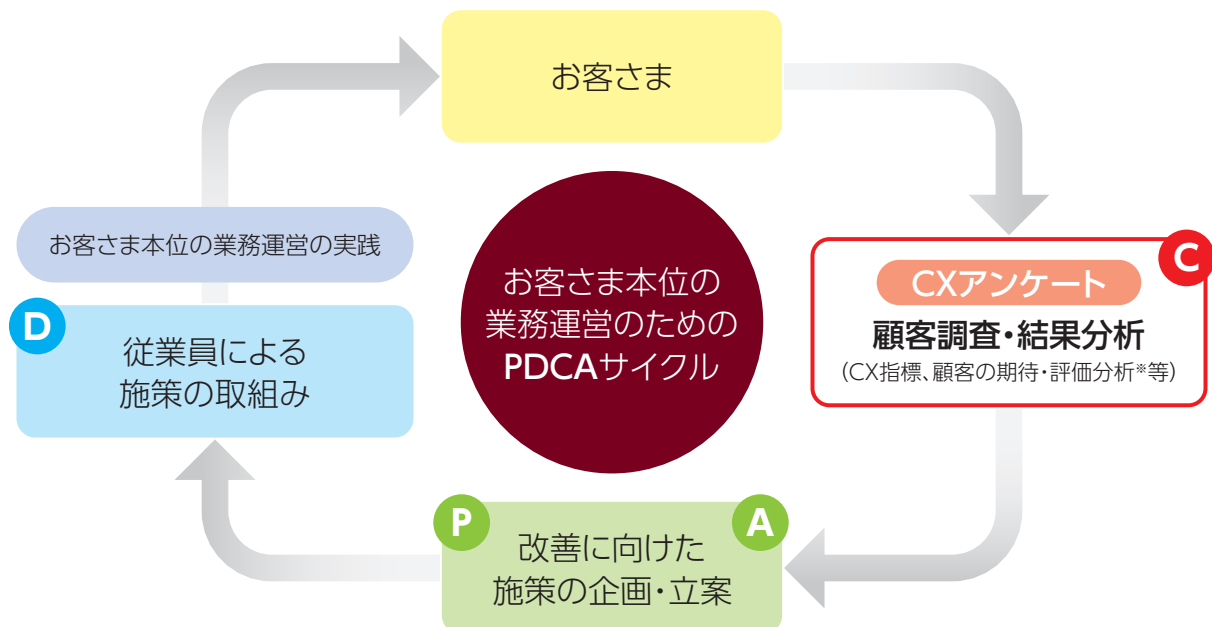 お客さま
お客さま本位の業務運営の実践
お客さま本位の
業務運営のための
PDCAサイクル
C
CXアンケート
顧客調査・結果分析
(CX指標、顧客の期待・評価分析※等)
D
従業員による
施策の取組み
P
A
改善に向けた
施策の企画・立案